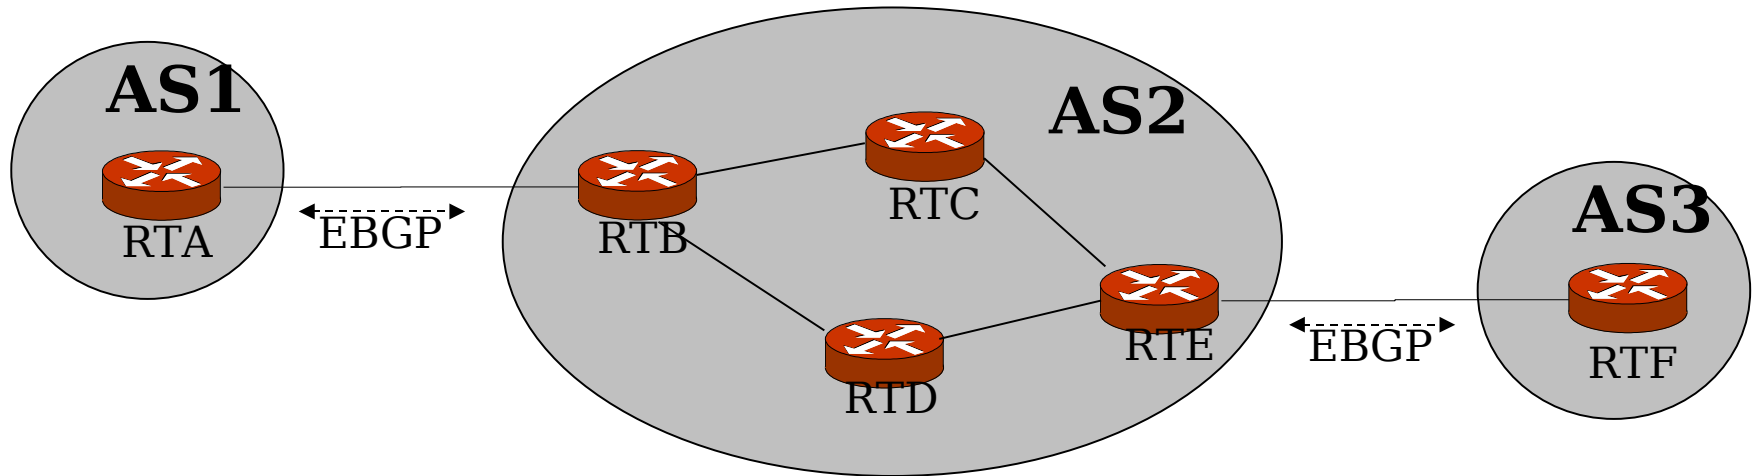 AS1
RTA
EBGP
AS2
RTB
RTC
RTD
RTE
EBGP
AS3
RTF